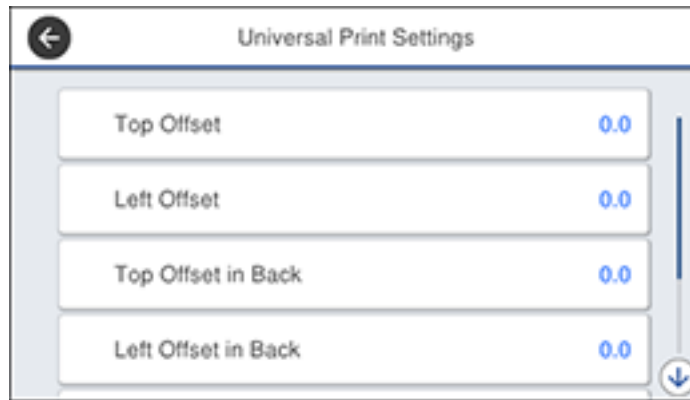 Universal Print Settings
Top Offset 0.0
Left Offset 0.0
Top Offset in Back 0.0
Left Offset in Back 0.0